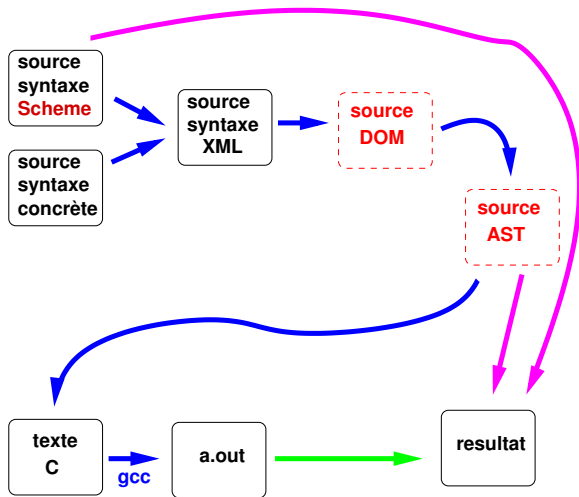 source
syntaxe
Scheme
source
syntaxe
concrète
source
syntaxe
XML
source
DOM
source
AST
texte
C
gcc
a.out
resultat